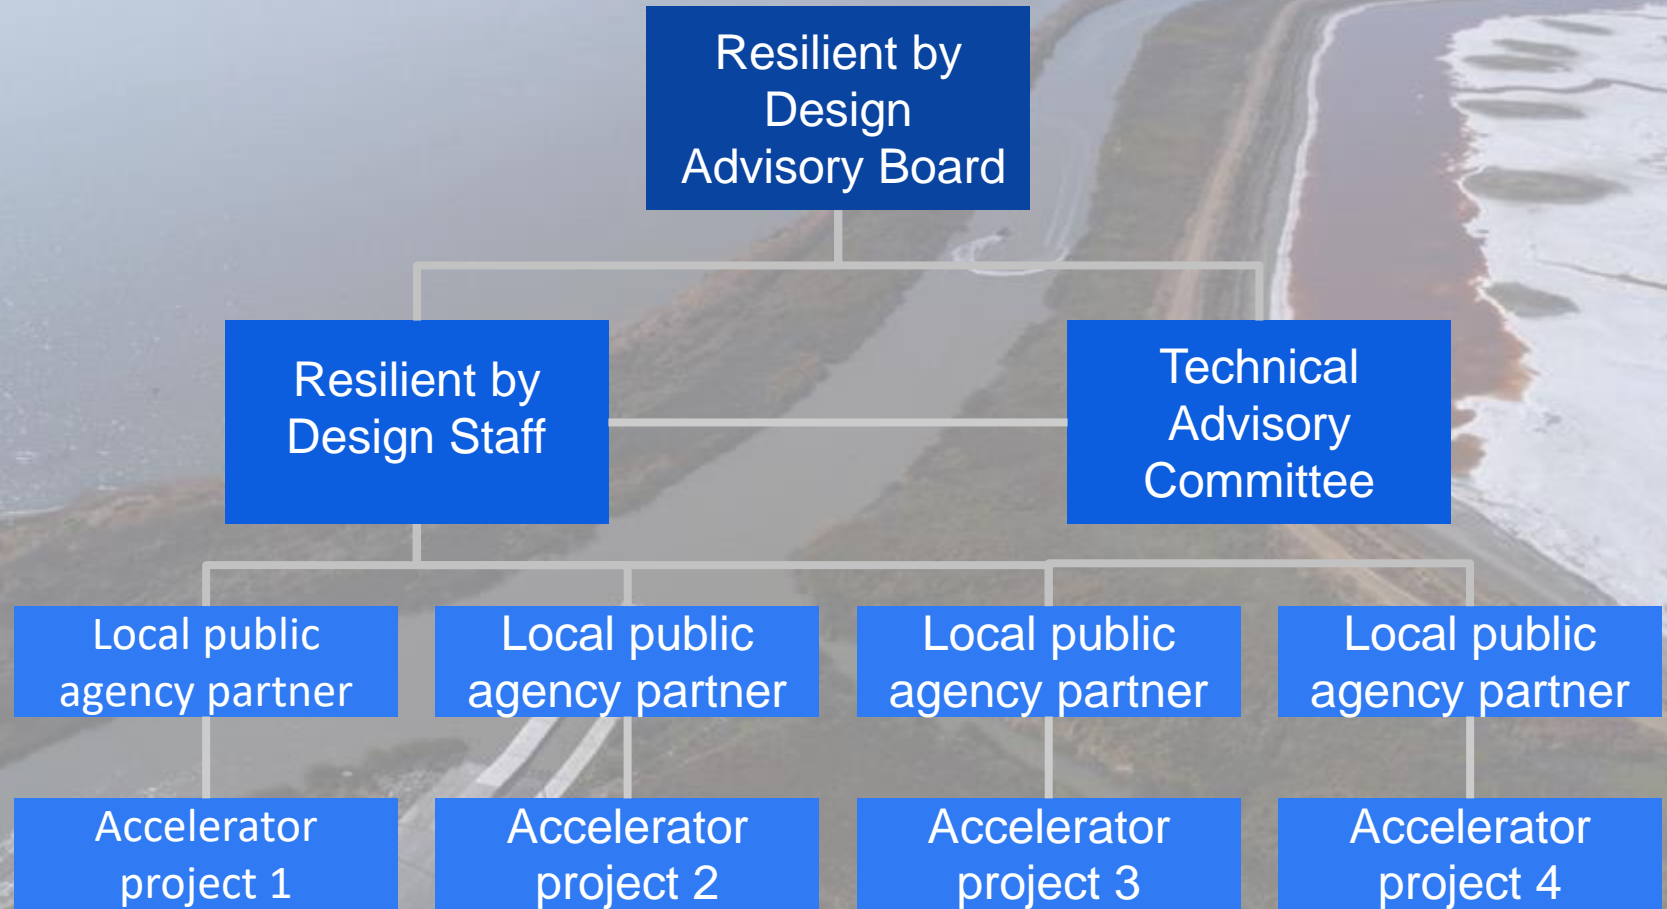 Resilient by
Design
Advisory Board
Resilient by
Design Staff
Technical
Advisory
Committee
Local public
agency partner
Local public
agency partner
Local public
agency partner
Local public
agency partner
Accelerator
project 1
Accelerator
project 2
Accelerator
project 3
Accelerator
project 4